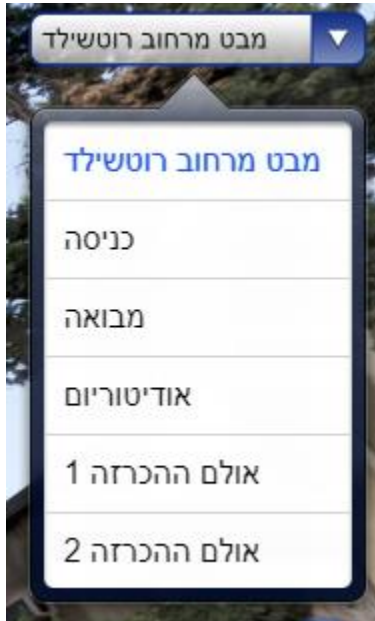 מבט מרחוב רוטשילד
מבט מרחוב רוטשילד
כניסה
מבואה
אודיטוריום
אולם ההכרזה 1
אולם ההכרזה 2